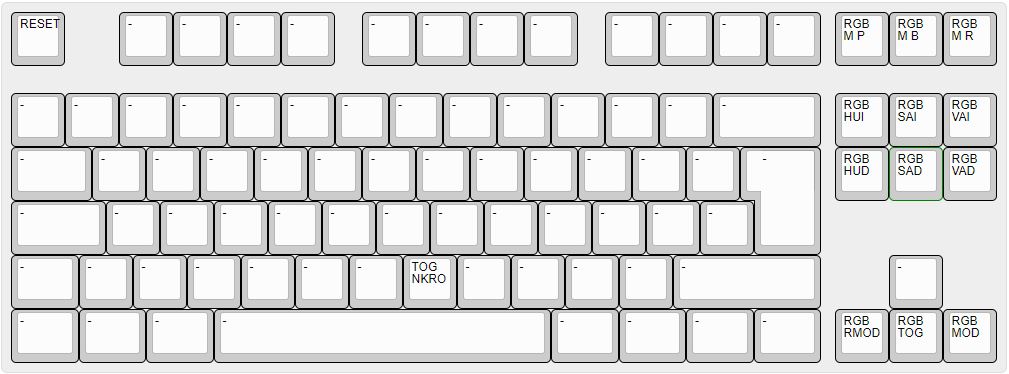 RESET - - - - - - - - - - - - RGB RGB RGB
M P M B M R
- - - - - - - - - - - - - - RGB RGB RGB
HUI SAI VAI
- - - - - - - - - - - - - - RGB RGB RGB
HUD SAD VAD
- - - - - - - - - - - - -
- - - - - - - TOG - - - - - -
NKRO
- - - - - - - - RGB RGB RGB
RMOD TOG MOD